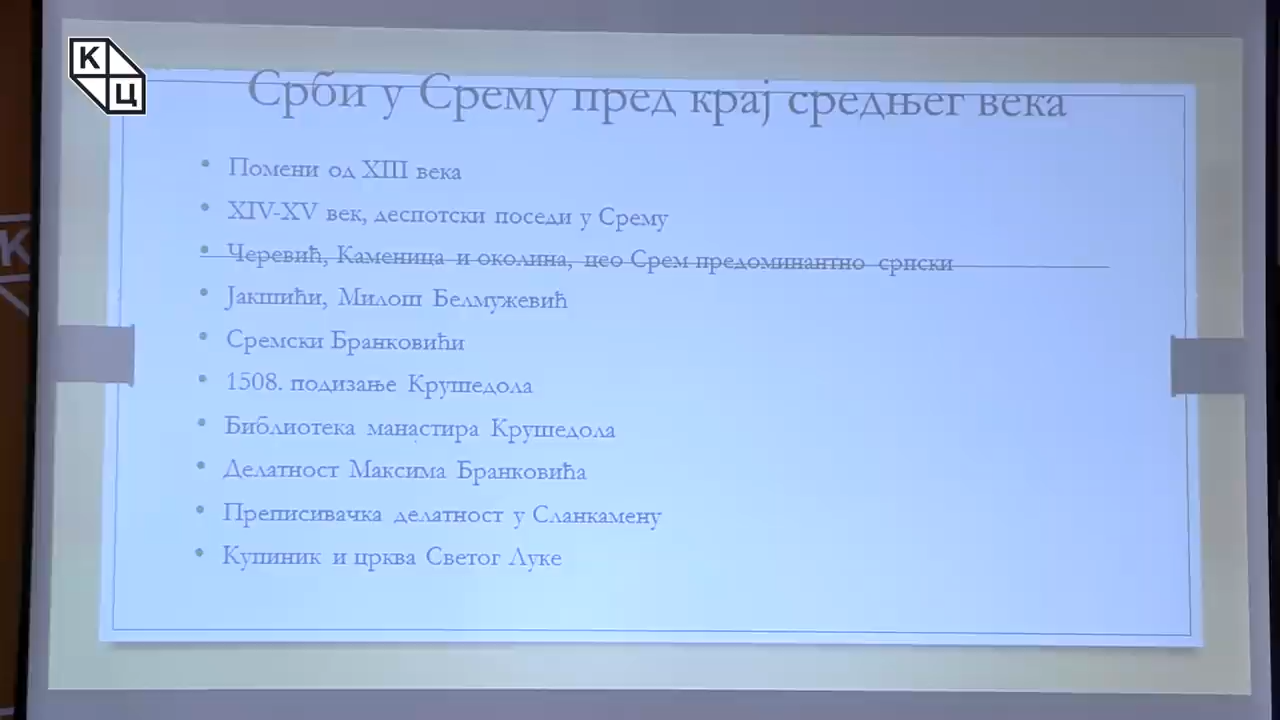 КЦ
Срби у Срему пред крај средњег века
• Помени од XIII века
• XIV-XV век, деспотски поседи у Срему
• Черевић, Каменица и околина, цео Срем предоминантно српски
• Јакшићи, Милош Белмужевић
• Сремски Бранковићи
• 1508. подизање Крушедола
• Библиотека манастира Крушедола
• Делатност Максима Бранковића
• Преписивачка делатност у Сланкамену
• Купиник и црква Светог Луке
К